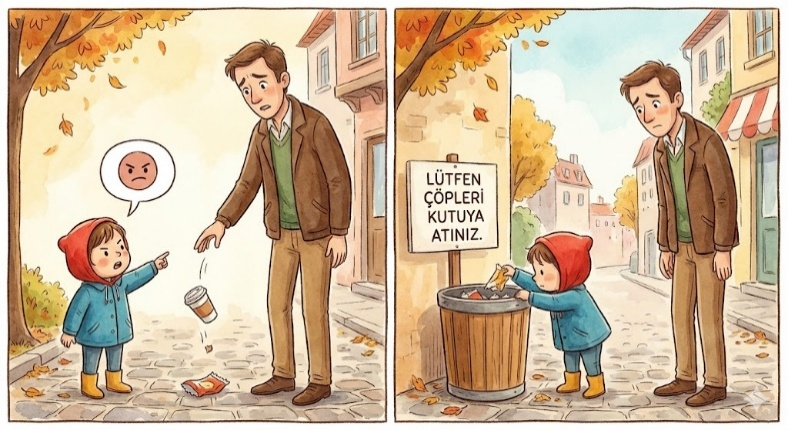 LÜTFEN
ÇÖPLERİ
KUTUYA
ATINIZ.